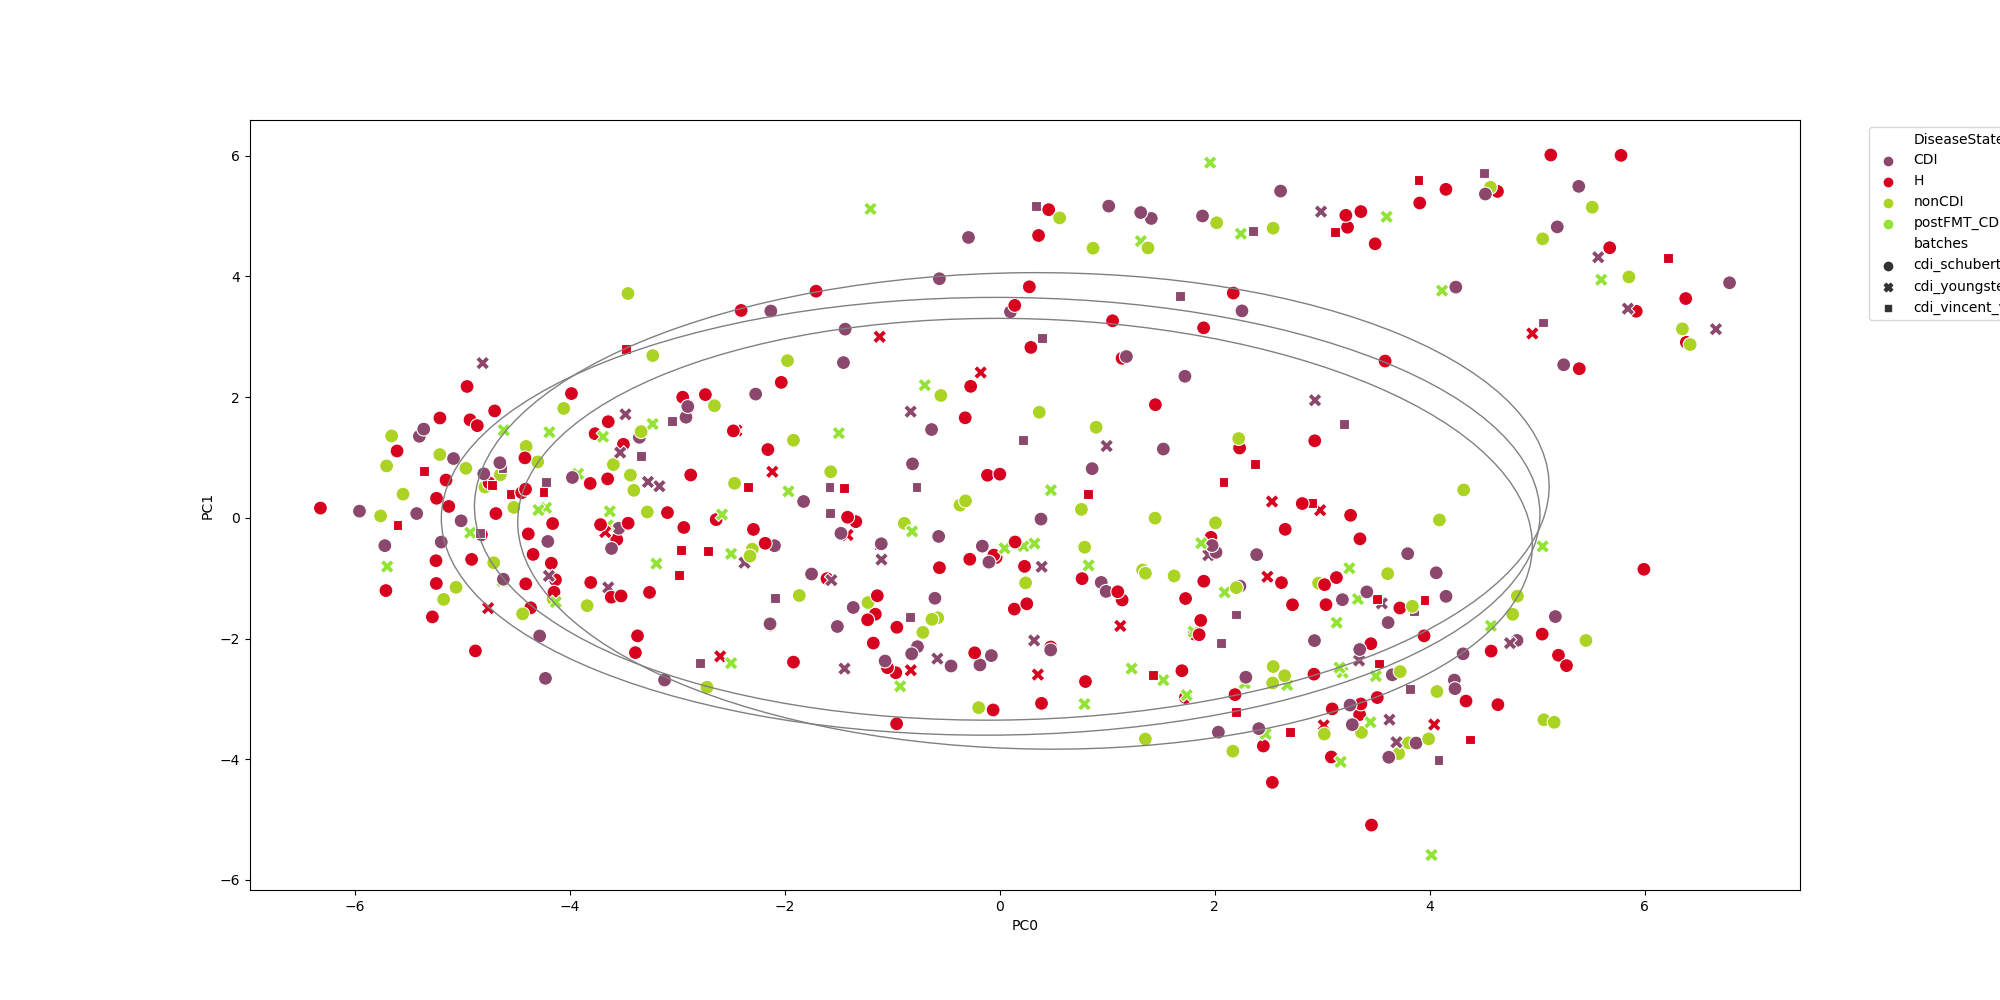 DiseaseState
CDI
H
nonCDI
postFMT_CD
batches
cdi_schubert
cdi_youngste
cdi_vincent_
6
4
2
0
−2
−4
−6
PC1
−6
−4
−2
0
2
4
6
PC0